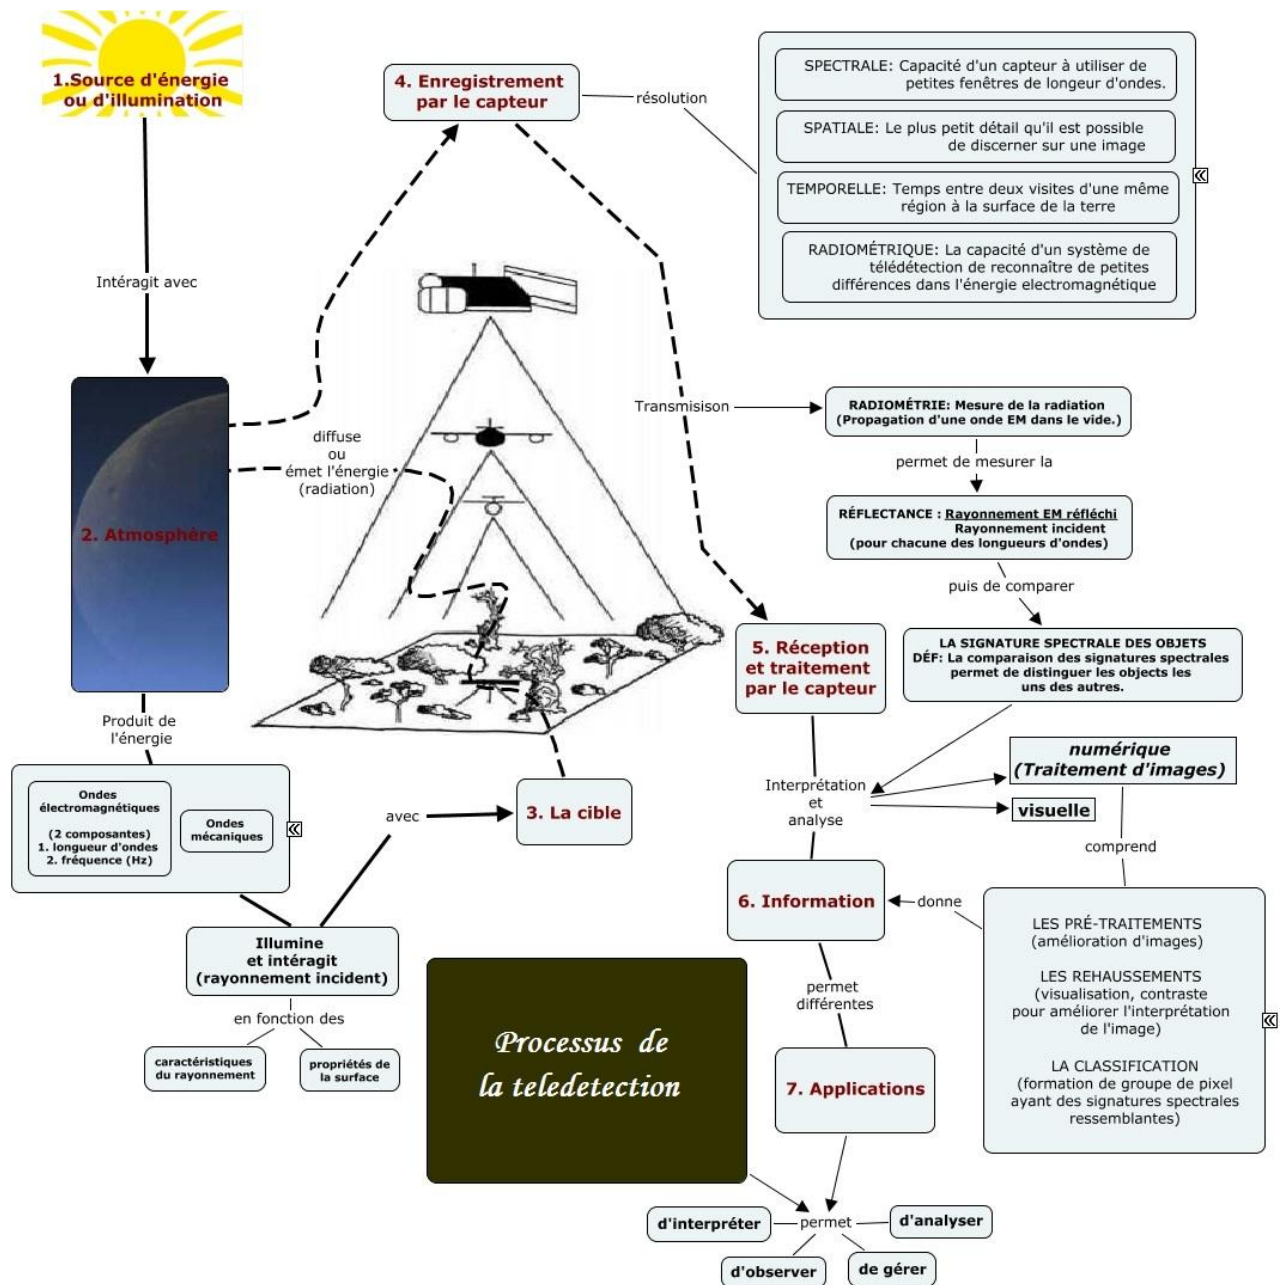 1.Source d'énergie
ou d'illumination
Intéragit avec
2. Atmosphère
diffuse
ou
émet l'énergie
(radiation)
Produit de
l'énergie
Ondes
électromagnétiques
(2 composantes)
1. longueur d'ondes
2. fréquence (Hz)
Ondes
mécaniques
Illumine
et intéragit
(rayonnement incident)
en fonction des
caractéristiques
du rayonnement
propriétés de
la surface
avec
3. La cible
4. Enregistrement
par le capteur
résolution
SPECTRALE: Capacité d'un capteur à utiliser de
petites fenêtres de longeur d'ondes.
SPATIALE: Le plus petit détail qu'il est possible
de discerner sur une image
TEMPORELLE: Temps entre deux visites d'une même
région à la surface de la terre
RADIOMÉTRIQUE: La capacité d'un système de
télédétection de reconnaître de petites
différences dans l'énergie electromagnétique
Transmisison
RADIOMÉTRIE: Mesure de la radiation
(Propagation d'une onde EM dans le vide.)
permet de mesurer la
RÉFLECTANCE : Rayonnement EM réfléchi
Rayonnement incident
(pour chacune des longueurs d'ondes)
puis de comparer
LA SIGNATURE SPECTRALE DES OBJETS
DÉF: La comparaison des signatures spectrales
permet de distinguer les objects les
uns des autres.
5. Réception
et traitement
par le capteur
Interprétation
et
analyse
numérique
(Traitement d'images)
visuelle
comprend
LES PRÉ-TRAITEMENTS
(amélioration d'images)
LES REHAUSSEMENTS
(visualisation, contraste
pour améliorer l'interprétation
de l'image)
LA CLASSIFICATION
(formation de groupe de pixel
ayant des signatures spectrales
ressemblantes)
donne
6. Information
permet
différentes
7. Applications
Processus de
la teledetection
permet
d'interpréter
d'analyser
d'observer
de gérer